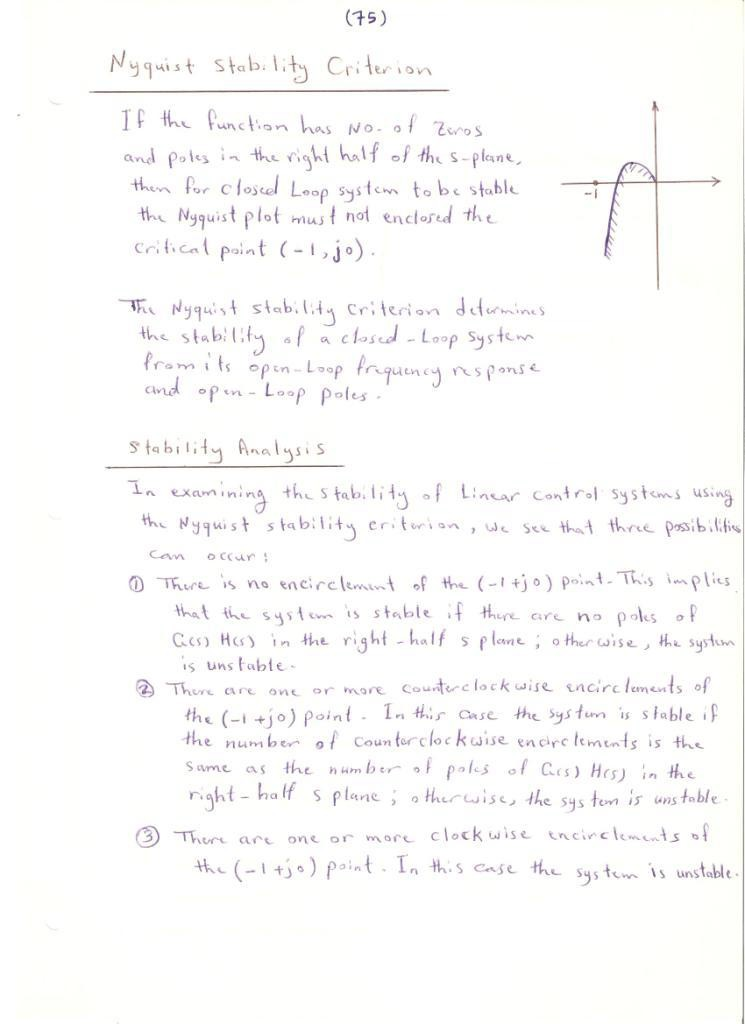 (75)
Nyquist Stability Criterion
If the function has No. of Zeros
and poles in the right half of the s-plane,
then for closed Loop system to be stable
the Nyquist plot must not enclosed the
critical point (-1, j0).
-1
The Nyquist stability criterion determines
the stability of a closed-Loop system
from its open-Loop frequency response
and open-Loop poles.
Stability Analysis
In examining the stability of Linear control systems using
the Nyquist stability criterion, we see that three possibilities
can occur:
① There is no encirclement of the (-1+j0) point. This implies
that the system is stable if there are no poles of
G(s) H(s) in the right-half s plane; otherwise, the system
is unstable.
② There are one or more counterclockwise encirclements of
the (-1+j0) point. In this case the system is stable if
the number of counterclockwise encirclements is the
same as the number of poles of G(s) H(s) in the
right-half s plane; otherwise, the system is unstable.
③ There are one or more clockwise encirclements of
the (-1+j0) point. In this case the system is unstable.